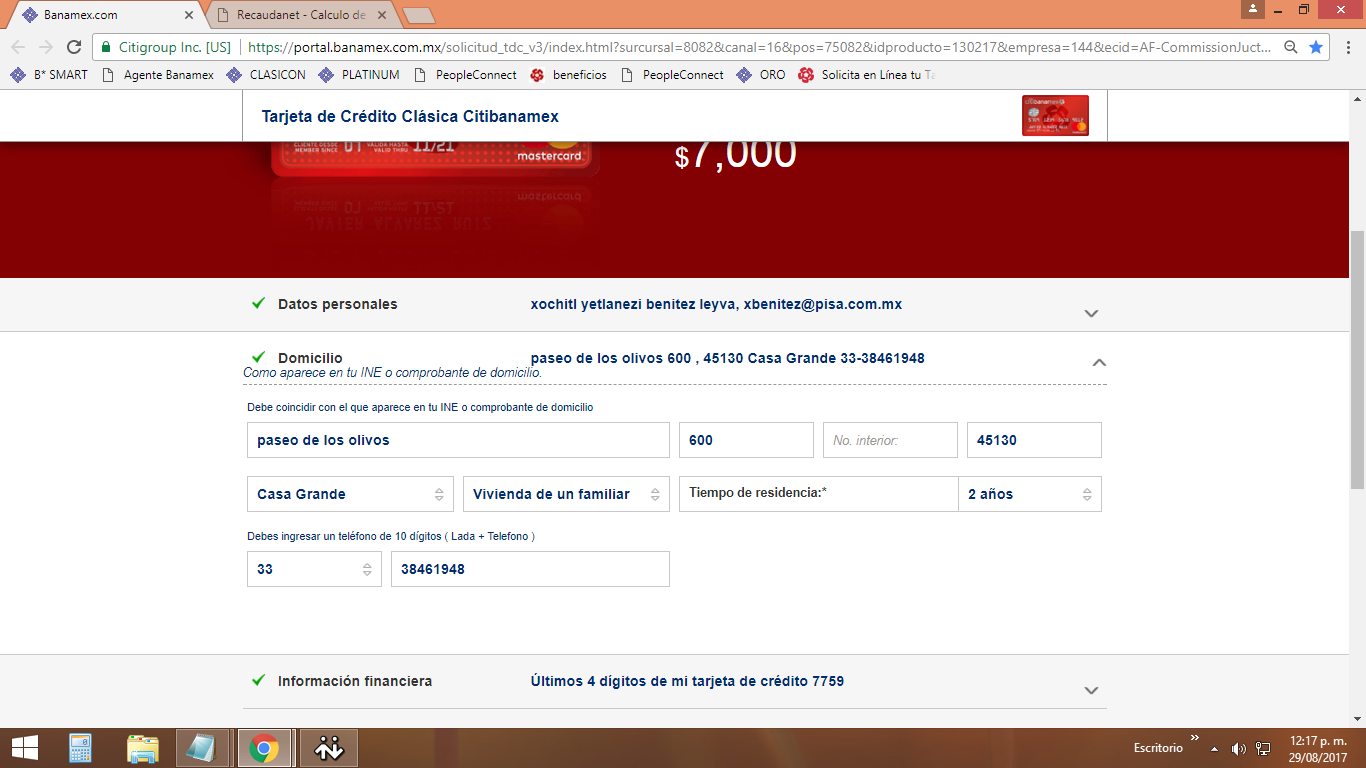 Banamex.com
Recaudanet - Calculo de
Citigroup Inc. [US] https://portal.banamex.com.mx/solicitud_tdc_v3/index.html?surcursal=8082&canal=16&pos=75082&idproducto=130217&empresa=144&ecid=AF-CommissionJuct...
B* SMART Agente Banamex CLASICON PLATINUM PeopleConnect beneficios PeopleConnect ORO Solicita en Línea tu Ta
Tarjeta de Crédito Clásica Citibanamex
citibanamex
CLIENTE DESDE MEMBER SINCE 01 VALIDA HASTA VALID THRU 11/21
mastercard
$7,000
JAVIER ALVAREZ RUIZ
Datos personales xochitl yetlanezi benitez leyva, xbenitez@pisa.com.mx
Domicilio paseo de los olivos 600 , 45130 Casa Grande 33-38461948
Como aparece en tu INE o comprobante de domicilio.
Debe coincidir con el que aparece en tu INE o comprobante de domicilio
paseo de los olivos 600 No. interior: 45130
Casa Grande Vivienda de un familiar Tiempo de residencia:* 2 años
Debes ingresar un teléfono de 10 dígitos ( Lada + Telefono )
33 38461948
Información financiera Últimos 4 dígitos de mi tarjeta de crédito 7759
Escritorio »
12:17 p. m.
29/08/2017